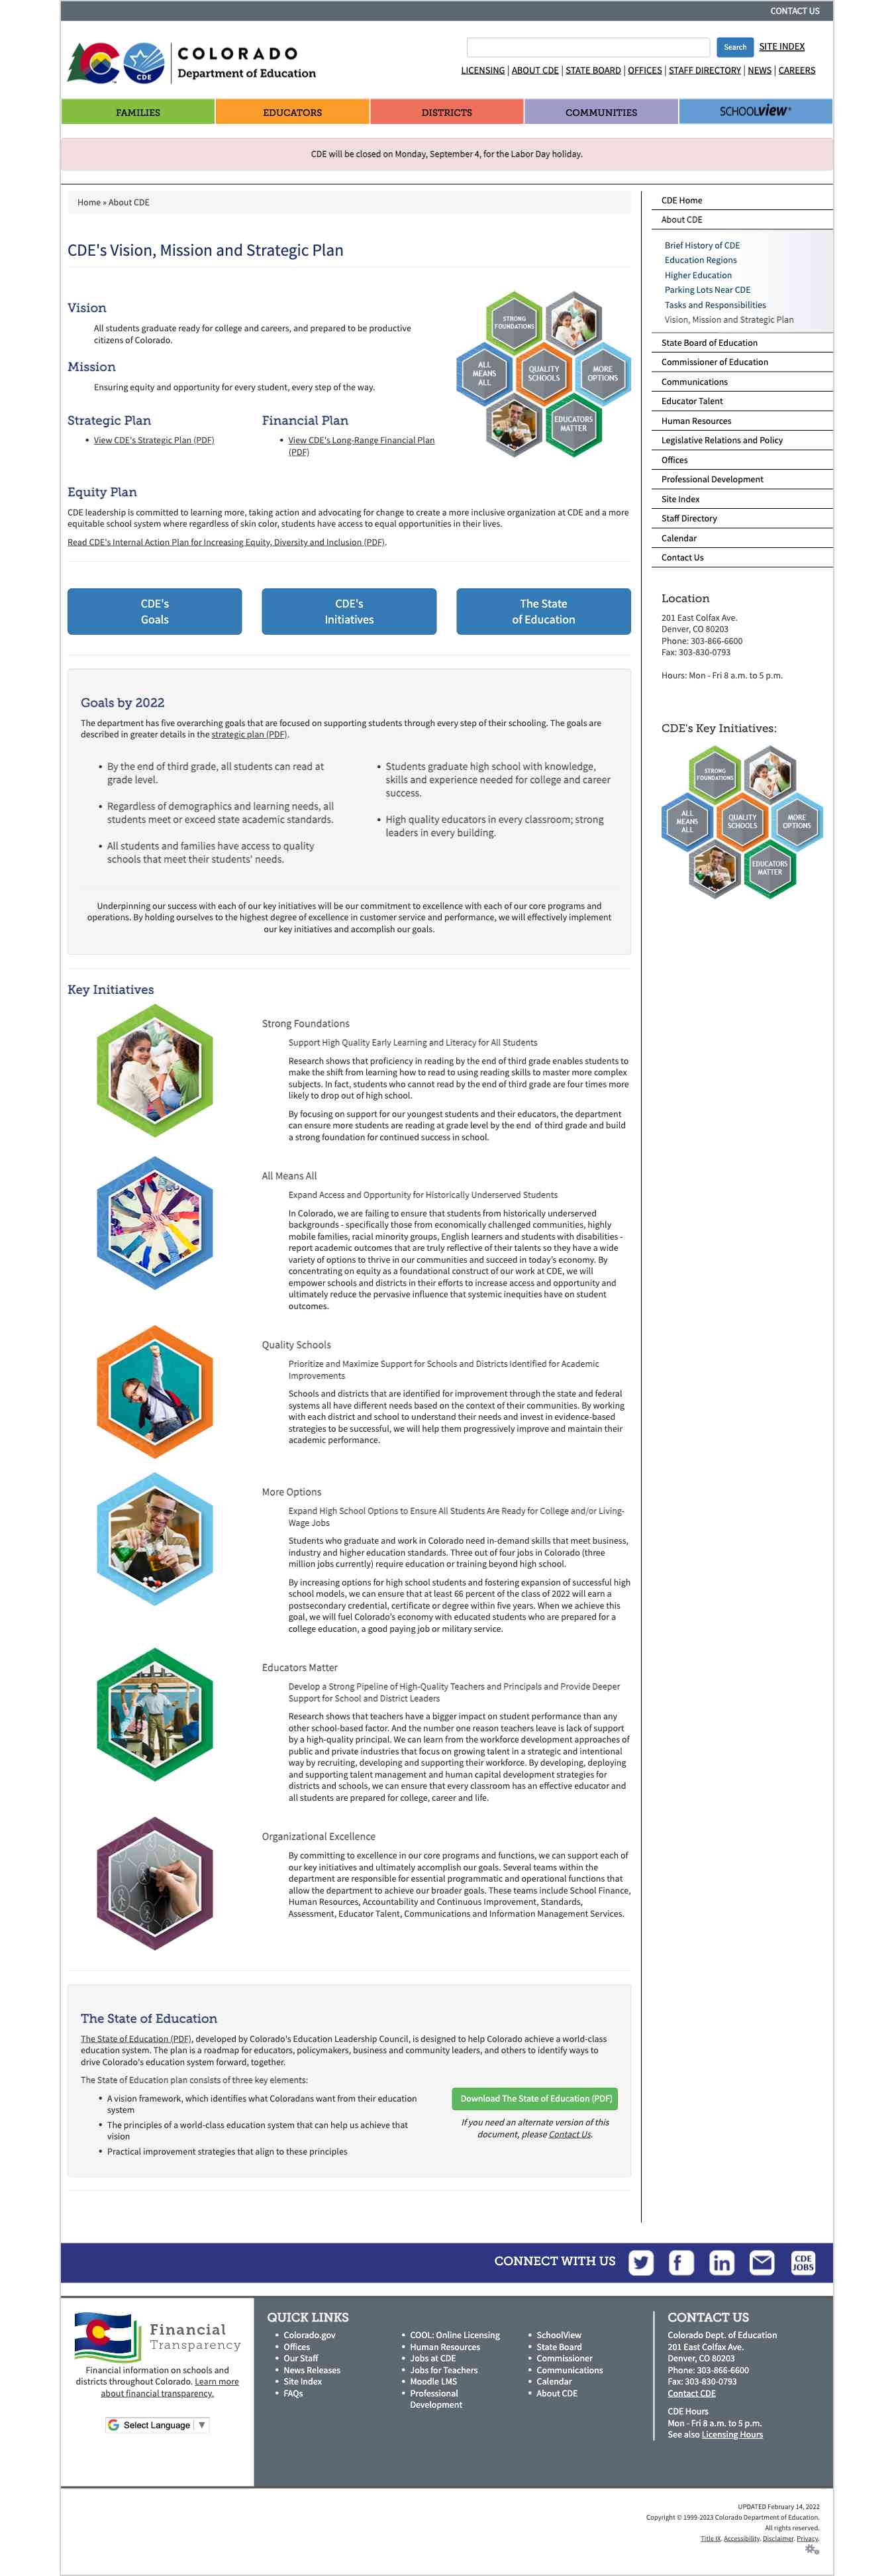 CONTACT US
COLORADO
Department of Education
CDE
Search
SITE INDEX
LICENSING | ABOUT CDE | STATE BOARD | OFFICES | STAFF DIRECTORY | NEWS | CAREERS
FAMILIES
EDUCATORS
DISTRICTS
COMMUNITIES
SCHOOLVIEW®
CDE will be closed on Monday, September 4, for the Labor Day holiday.
Home » About CDE
CDE's Vision, Mission and Strategic Plan
Vision
All students graduate ready for college and careers, and prepared to be productive
citizens of Colorado.
Mission
Ensuring equity and opportunity for every student, every step of the way.
Strategic Plan
• View CDE's Strategic Plan (PDF)
Financial Plan
• View CDE's Long-Range Financial Plan
(PDF)
STRONG
FOUNDATIONS
ALL
MEANS
ALL
QUALITY
SCHOOLS
MORE
OPTIONS
EDUCATORS
MATTER
Equity Plan
CDE leadership is committed to learning more, taking action and advocating for change to create a more inclusive organization at CDE and a more
equitable school system where regardless of skin color, students have access to equal opportunities in their lives.
Read CDE's Internal Action Plan for Increasing Equity, Diversity and Inclusion (PDF).
CDE's
Goals
CDE's
Initiatives
The State
of Education
Goals by 2022
The department has five overarching goals that are focused on supporting students through every step of their schooling. The goals are
described in greater details in the strategic plan (PDF).
• By the end of third grade, all students can read at
grade level.
• Regardless of demographics and learning needs, all
students meet or exceed state academic standards.
• All students and families have access to quality
schools that meet their students' needs.
• Students graduate high school with knowledge,
skills and experience needed for college and career
success.
• High quality educators in every classroom; strong
leaders in every building.
Underpinning our success with each of our key initiatives will be our commitment to excellence with each of our core programs and
operations. By holding ourselves to the highest degree of excellence in customer service and performance, we will effectively implement
our key initiatives and accomplish our goals.
Key Initiatives
Strong Foundations
Support High Quality Early Learning and Literacy for All Students
Research shows that proficiency in reading by the end of third grade enables students to
make the shift from learning how to read to using reading skills to master more complex
subjects. In fact, students who cannot read by the end of third grade are four times more
likely to drop out of high school.
By focusing on support for our youngest students and their educators, the department
can ensure more students are reading at grade level by the end of third grade and build
a strong foundation for continued success in school.
All Means All
Expand Access and Opportunity for Historically Underserved Students
In Colorado, we are failing to ensure that students from historically underserved
backgrounds - specifically those from economically challenged communities, highly
mobile families, racial minority groups, English learners and students with disabilities -
report academic outcomes that are truly reflective of their talents so they have a wide
variety of options to thrive in our communities and succeed in today's economy. By
concentrating on equity as a foundational construct of our work at CDE, we will
empower schools and districts in their efforts to increase access and opportunity and
ultimately reduce the pervasive influence that systemic inequities have on student
outcomes.
Quality Schools
Prioritize and Maximize Support for Schools and Districts Identified for Academic
Improvements
Schools and districts that are identified for improvement through the state and federal
systems all have different needs based on the context of their communities. By working
with each district and school to understand their needs and invest in evidence-based
strategies to be successful, we will help them progressively improve and maintain their
academic performance.
More Options
Expand High School Options to Ensure All Students Are Ready for College and/or Living-
Wage Jobs
Students who graduate and work in Colorado need in-demand skills that meet business,
industry and higher education standards. Three out of four jobs in Colorado (three
million jobs currently) require education or training beyond high school.
By increasing options for high school students and fostering expansion of successful high
school models, we can ensure that at least 66 percent of the class of 2022 will earn a
postsecondary credential, certificate or degree within five years. When we achieve this
goal, we will fuel Colorado's economy with educated students who are prepared for a
college education, a good paying job or military service.
Educators Matter
Develop a Strong Pipeline of High-Quality Teachers and Principals and Provide Deeper
Support for School and District Leaders
Research shows that teachers have a bigger impact on student performance than any
other school-based factor. And the number one reason teachers leave is lack of support
by a high-quality principal. We can learn from the workforce development approaches of
public and private industries that focus on growing talent in a strategic and intentional
way by recruiting, developing and supporting their workforce. By developing, deploying
and supporting talent management and human capital development strategies for
districts and schools, we can ensure that every classroom has an effective educator and
all students are prepared for college, career and life.
Organizational Excellence
By committing to excellence in our core programs and functions, we can support each of
our key initiatives and ultimately accomplish our goals. Several teams within the
department are responsible for essential programmatic and operational functions that
allow the department to achieve our broader goals. These teams include School Finance,
Human Resources, Accountability and Continuous Improvement, Standards,
Assessment, Educator Talent, Communications and Information Management Services.
The State of Education
The State of Education (PDF), developed by Colorado's Education Leadership Council, is designed to help Colorado achieve a world-class
education system. The plan is a roadmap for educators, policymakers, business and community leaders, and others to identify ways to
drive Colorado's education system forward, together.
The State of Education plan consists of three key elements:
• A vision framework, which identifies what Coloradans want from their education
system
• The principles of a world-class education system that can help us achieve that
vision
• Practical improvement strategies that align to these principles
Download The State of Education (PDF)
If you need an alternate version of this
document, please Contact Us.
CDE Home
About CDE
Brief History of CDE
Education Regions
Higher Education
Parking Lots Near CDE
Tasks and Responsibilities
Vision, Mission and Strategic Plan
State Board of Education
Commissioner of Education
Communications
Educator Talent
Human Resources
Legislative Relations and Policy
Offices
Professional Development
Site Index
Staff Directory
Calendar
Contact Us
Location
201 East Colfax Ave.
Denver, CO 80203
Phone: 303-866-6600
Fax: 303-830-0793
Hours: Mon - Fri 8 a.m. to 5 p.m.
CDE's Key Initiatives:
STRONG
FOUNDATIONS
ALL
MEANS
ALL
QUALITY
SCHOOLS
MORE
OPTIONS
EDUCATORS
MATTER
CONNECT WITH US
CDE
JOBS
Financial
Transparency
Financial information on schools and
districts throughout Colorado. Learn more
about financial transparency.
Select Language ▼
QUICK LINKS
• Colorado.gov
• Offices
• Our Staff
• News Releases
• Site Index
• FAQs
• COOL: Online Licensing
• Human Resources
• Jobs at CDE
• Jobs for Teachers
• Moodle LMS
• Professional
Development
• SchoolView
• State Board
• Commissioner
• Communications
• Calendar
• About CDE
CONTACT US
Colorado Dept. of Education
201 East Colfax Ave.
Denver, CO 80203
Phone: 303-866-6600
Fax: 303-830-0793
Contact CDE
CDE Hours
Mon - Fri 8 a.m. to 5 p.m.
See also Licensing Hours
UPDATED February 14, 2022
Copyright © 1999-2023 Colorado Department of Education.
All rights reserved.
Title IX. Accessibility. Disclaimer. Privacy.